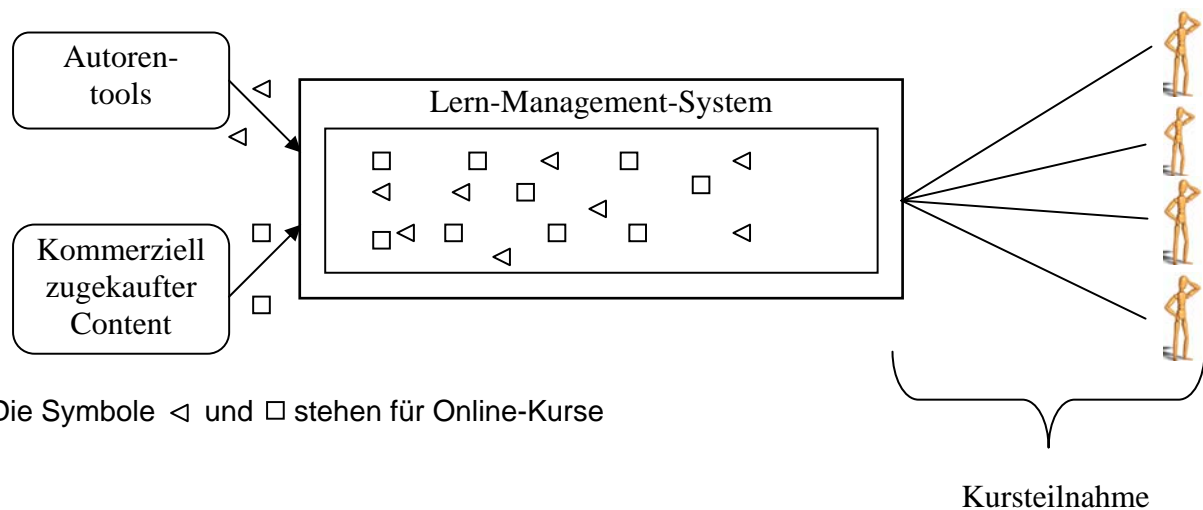 Autoren-
tools
Lern-Management-System
Kommerziell
zugekaufter
Content
Die Symbole ◁ und □ stehen für Online-Kurse
Kursteilnahme